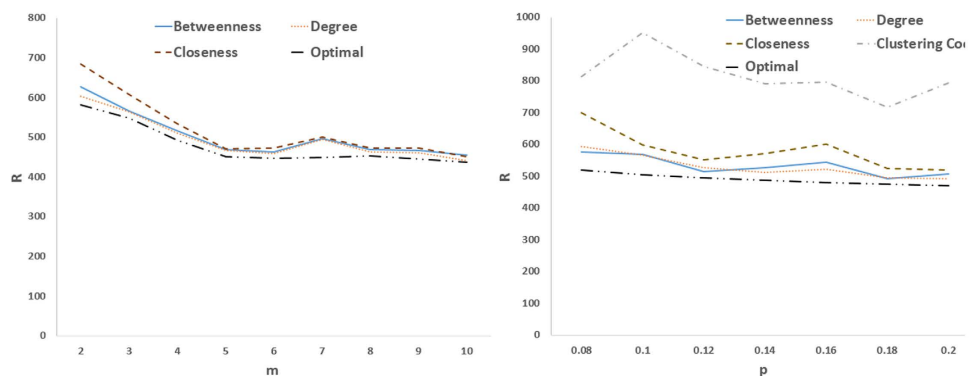 800
700
600
500
400
300
200
100
0
R
Betweenness
Degree
Closeness
Optimal
2 3 4 5 6 7 8 9 10
m
1000
900
800
700
600
500
400
300
200
100
0
R
Betweenness
Degree
Closeness
Clustering Co
Optimal
0.08 0.1 0.12 0.14 0.16 0.18 0.2
p